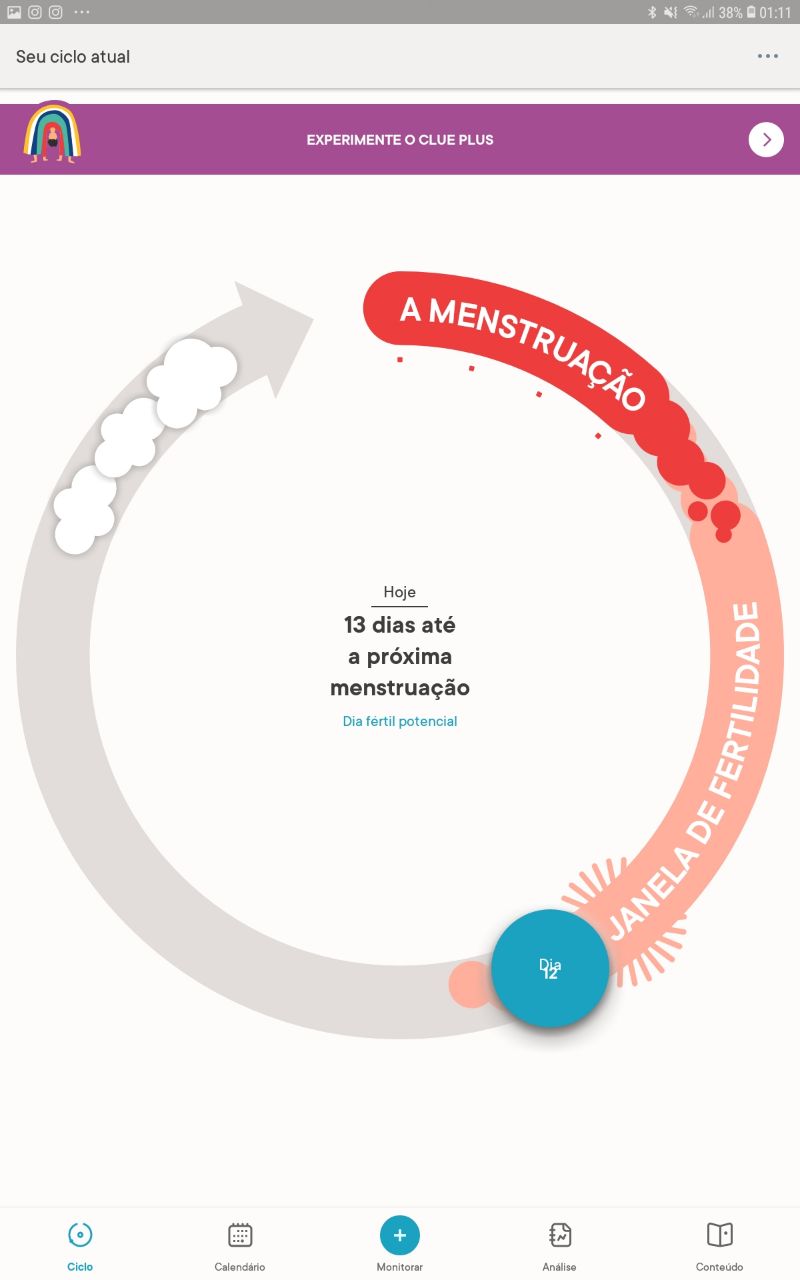 38% 01:11
Seu ciclo atual
EXPERIMENTE O CLUE PLUS
A MENSTRUAÇÃO
JANELA DE FERTILIDADE
Hoje
13 dias até
a próxima
menstruação
Dia fértil potencial
Dia
12
Ciclo
Calendário
Monitorar
Análise
Conteúdo